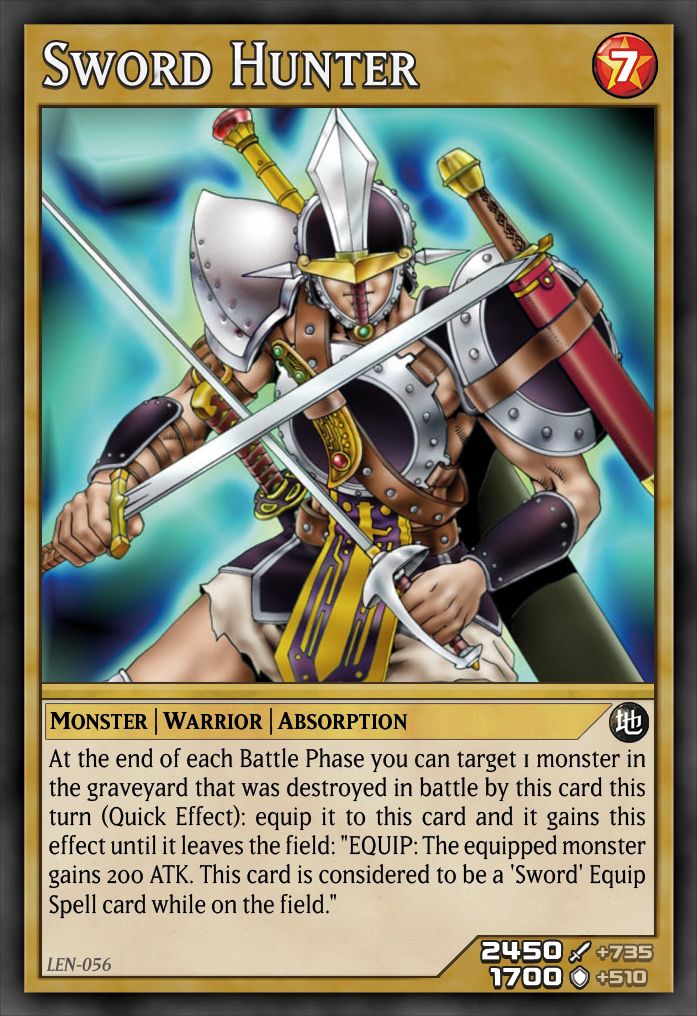 Sword Hunter
7
Monster | Warrior | Absorption
地
At the end of each Battle Phase you can target 1 monster in
the graveyard that was destroyed in battle by this card this
turn (Quick Effect): equip it to this card and it gains this
effect until it leaves the field: "EQUIP: The equipped monster
gains 200 ATK. This card is considered to be a 'Sword' Equip
Spell card while on the field."
LEN-056
2450 +735
1700 +510